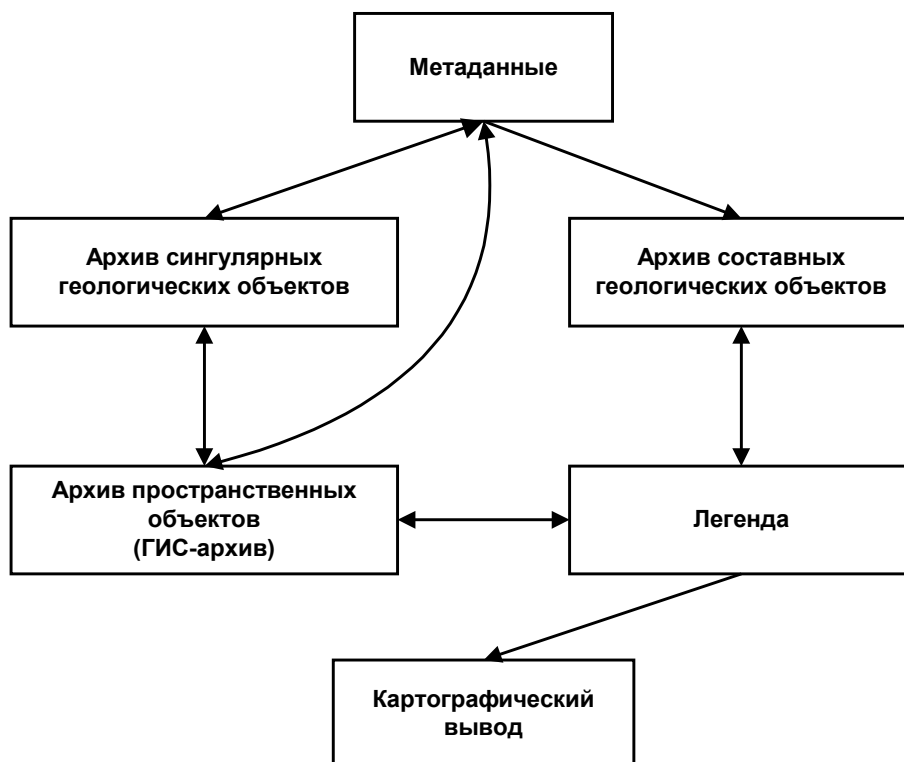 Метаданные
Архив сингулярных
геологических объектов
Архив составных
геологических объектов
Архив пространственных
объектов
(ГИС-архив)
Легенда
Картографический
вывод